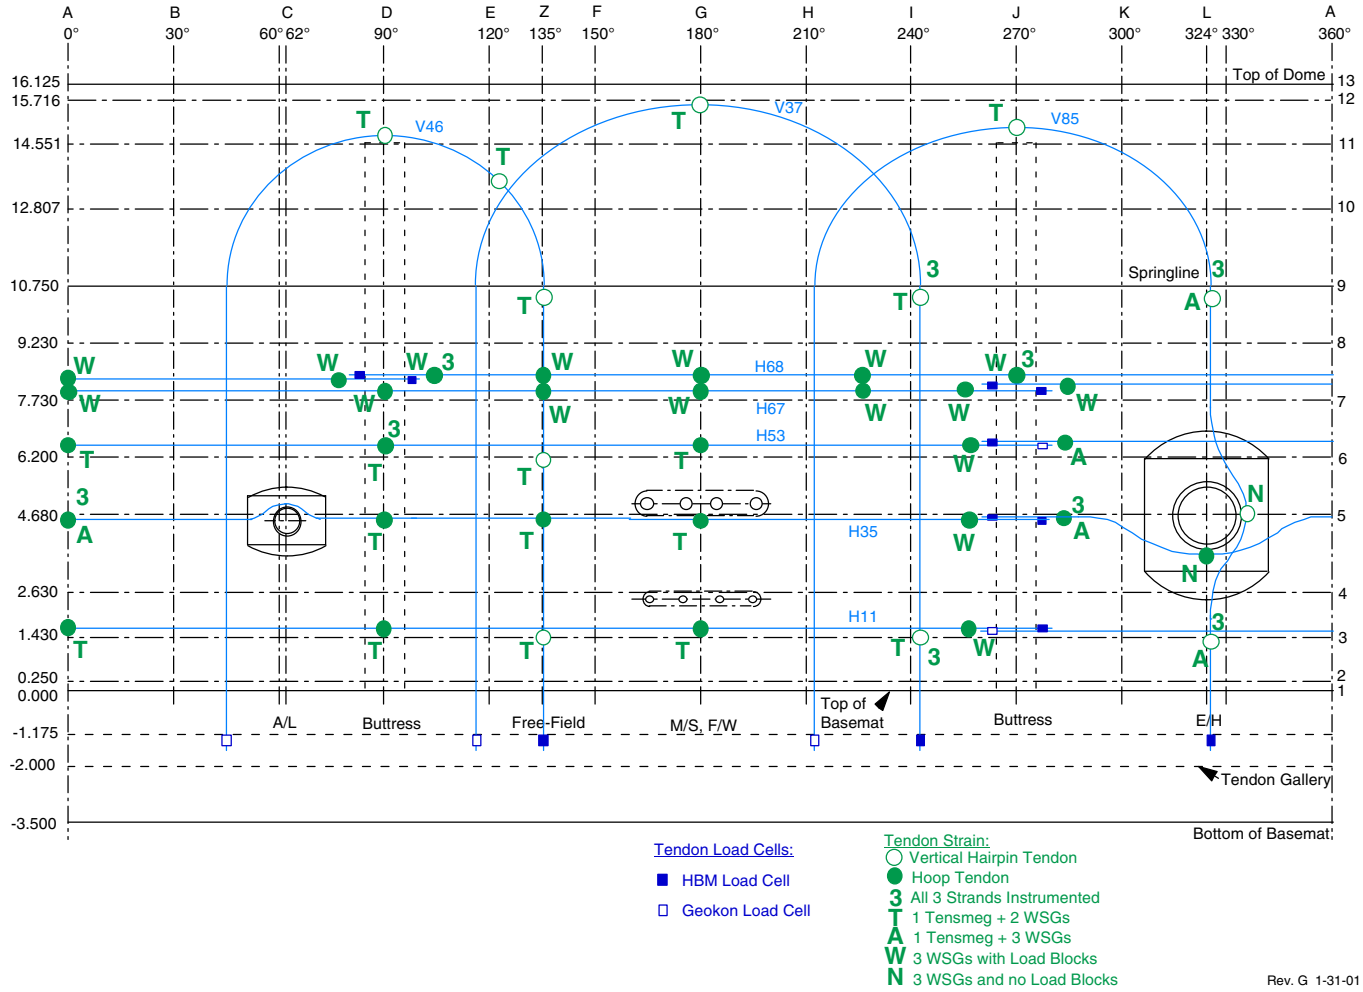 A B C D E Z F G H I J K L A
0° 30° 60° 62° 90° 120° 135° 150° 180° 210° 240° 270° 300° 324° 330° 360°
16.125 Top of Dome 13
15.716 12
T V46 T V37 T V85
14.551 11
T
12.807 10
Springline
3 3
10.750 9
T T A
9.230 8
W W W 3 W W W W 3
H68
7.730 7
W W W W W W W
H67
H53
3
T T T W A
6.200 6
T
N
3 3
4.680 5
A T T T H35 W A
N
2.630 4
H11 3
1.430 3
T T T T T 3 W A
0.250 2
0.000 1
Top of
Basemat
A/L Buttress Free-Field M/S, F/W Buttress E/H
-1.175
-2.000
Tendon Gallery
-3.500
Bottom of Basemat
Tendon Load Cells:
HBM Load Cell
Geokon Load Cell
Tendon Strain:
Vertical Hairpin Tendon
Hoop Tendon
3 All 3 Strands Instrumented
T 1 Tensmeg + 2 WSGs
A 1 Tensmeg + 3 WSGs
W 3 WSGs with Load Blocks
N 3 WSGs and no Load Blocks
Rev. G 1-31-01